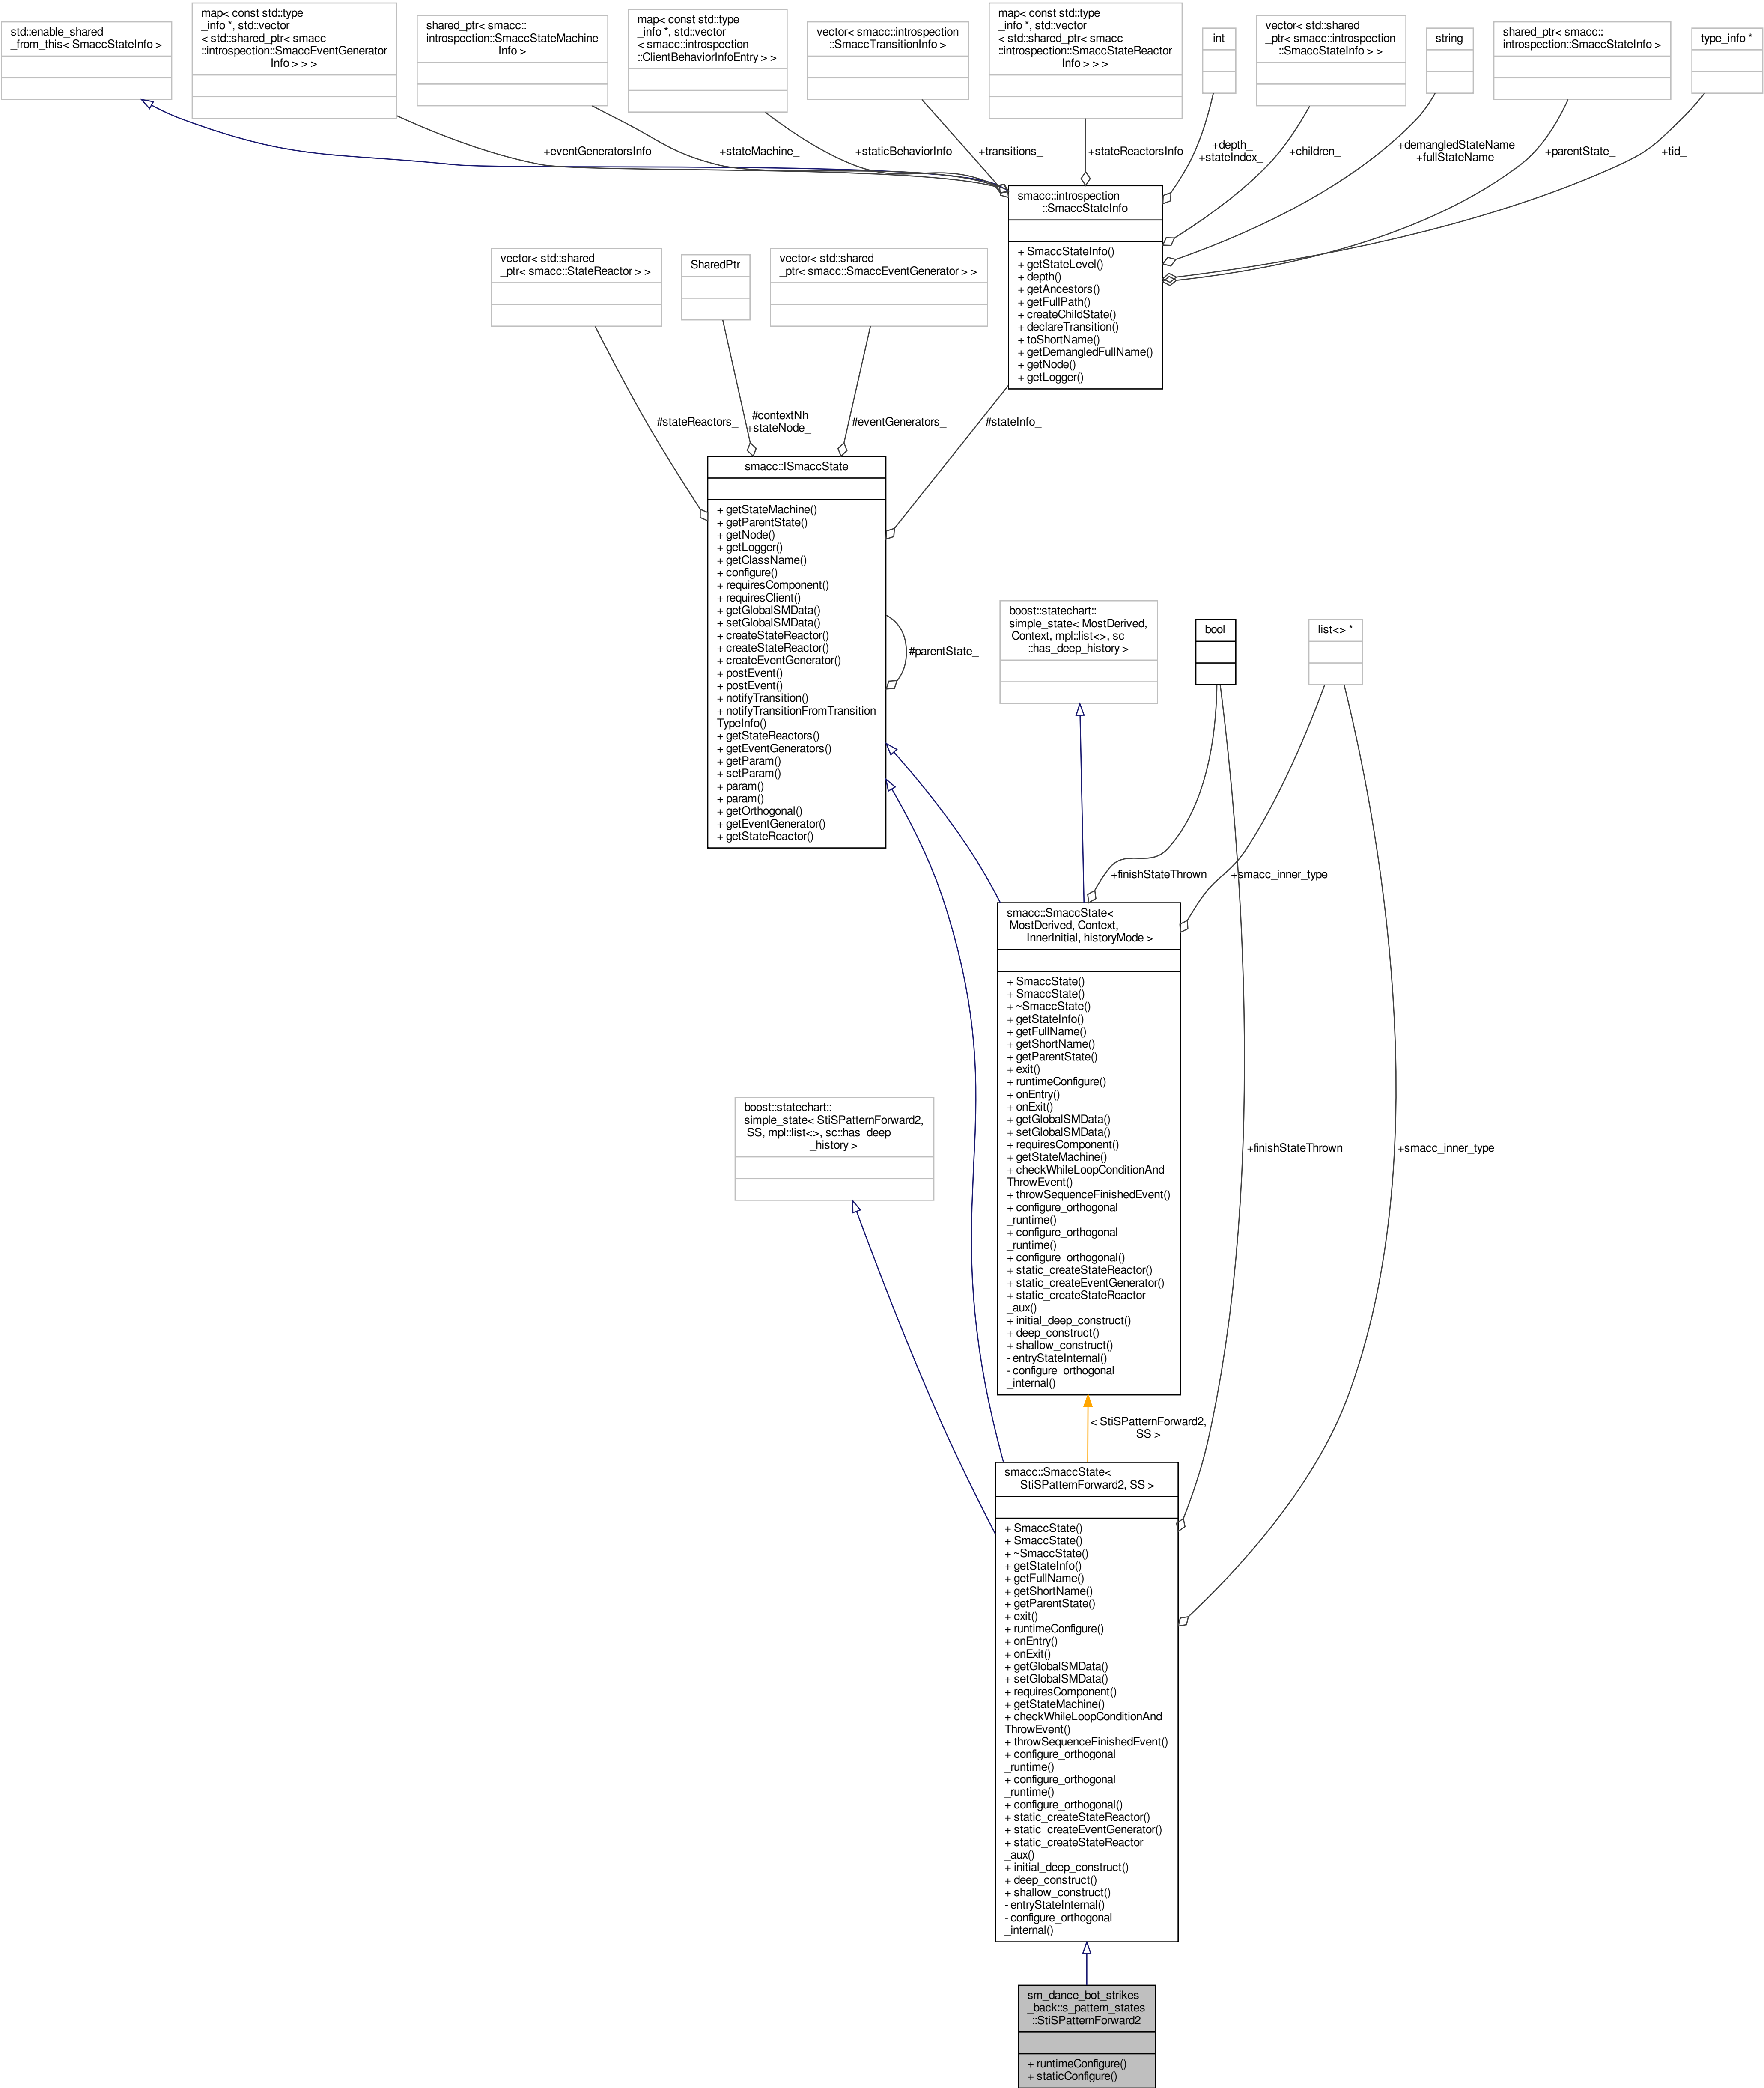 std::enable_shared
_from_this< SmaccStateInfo >
map< const std::type
_info *, std::vector
< std::shared_ptr< smacc
::introspection::SmaccEventGenerator
Info > > >
shared_ptr< smacc::
introspection::SmaccStateMachine
Info >
map< const std::type
_info *, std::vector
< smacc::introspection
::ClientBehaviorInfoEntry > >
vector< smacc::introspection
::SmaccTransitionInfo >
map< const std::type
_info *, std::vector
< std::shared_ptr< smacc
::introspection::SmaccStateReactor
Info > > >
int
vector< std::shared
_ptr< smacc::introspection
::SmaccStateInfo > >
string
shared_ptr< smacc::
introspection::SmaccStateInfo >
type_info *
+eventGeneratorsInfo
+stateMachine_
+staticBehaviorInfo
+transitions_
+stateReactorsInfo
+depth_
+stateIndex_
+children_
+demangledStateName
+fullStateName
+parentState_
+tid_
smacc::introspection
::SmaccStateInfo
+ SmaccStateInfo()
+ getStateLevel()
+ depth()
+ getAncestors()
+ getFullPath()
+ createChildState()
+ declareTransition()
+ toShortName()
+ getDemangledFullName()
+ getNode()
+ getLogger()
vector< std::shared
_ptr< smacc::StateReactor > >
SharedPtr
vector< std::shared
_ptr< smacc::SmaccEventGenerator > >
#stateReactors_
#contextNh
+stateNode_
#eventGenerators_
#stateInfo_
smacc::ISmaccState
+ getStateMachine()
+ getParentState()
+ getNode()
+ getLogger()
+ getClassName()
+ configure()
+ requiresComponent()
+ requiresClient()
+ getGlobalSMData()
+ setGlobalSMData()
+ createStateReactor()
+ createStateReactor()
+ createEventGenerator()
+ postEvent()
+ postEvent()
+ notifyTransition()
+ notifyTransitionFromTransition
TypeInfo()
+ getStateReactors()
+ getEventGenerators()
+ getParam()
+ setParam()
+ param()
+ param()
+ getOrthogonal()
+ getEventGenerator()
+ getStateReactor()
#parentState_
boost::statechart::
simple_state< MostDerived,
Context, mpl::list<>, sc
::has_deep_history >
bool
list<> *
+finishStateThrown
+smacc_inner_type
smacc::SmaccState<
MostDerived, Context,
InnerInitial, historyMode >
+ SmaccState()
+ SmaccState()
+ ~SmaccState()
+ getStateInfo()
+ getFullName()
+ getShortName()
+ getParentState()
+ exit()
+ runtimeConfigure()
+ onEntry()
+ onExit()
+ getGlobalSMData()
+ setGlobalSMData()
+ requiresComponent()
+ getStateMachine()
+ checkWhileLoopConditionAnd
ThrowEvent()
+ throwSequenceFinishedEvent()
+ configure_orthogonal
_runtime()
+ configure_orthogonal
_runtime()
+ configure_orthogonal()
+ static_createStateReactor()
+ static_createEventGenerator()
+ static_createStateReactor
_aux()
+ initial_deep_construct()
+ deep_construct()
+ shallow_construct()
- entryStateInternal()
- configure_orthogonal
_internal()
boost::statechart::
simple_state< StiSPatternForward2,
SS, mpl::list<>, sc::has_deep
_history >
+finishStateThrown
+smacc_inner_type
< StiSPatternForward2,
SS >
smacc::SmaccState<
StiSPatternForward2, SS >
+ SmaccState()
+ SmaccState()
+ ~SmaccState()
+ getStateInfo()
+ getFullName()
+ getShortName()
+ getParentState()
+ exit()
+ runtimeConfigure()
+ onEntry()
+ onExit()
+ getGlobalSMData()
+ setGlobalSMData()
+ requiresComponent()
+ getStateMachine()
+ checkWhileLoopConditionAnd
ThrowEvent()
+ throwSequenceFinishedEvent()
+ configure_orthogonal
_runtime()
+ configure_orthogonal
_runtime()
+ configure_orthogonal()
+ static_createStateReactor()
+ static_createEventGenerator()
+ static_createStateReactor
_aux()
+ initial_deep_construct()
+ deep_construct()
+ shallow_construct()
- entryStateInternal()
- configure_orthogonal
_internal()
sm_dance_bot_strikes
_back::s_pattern_states
::StiSPatternForward2
+ runtimeConfigure()
+ staticConfigure()